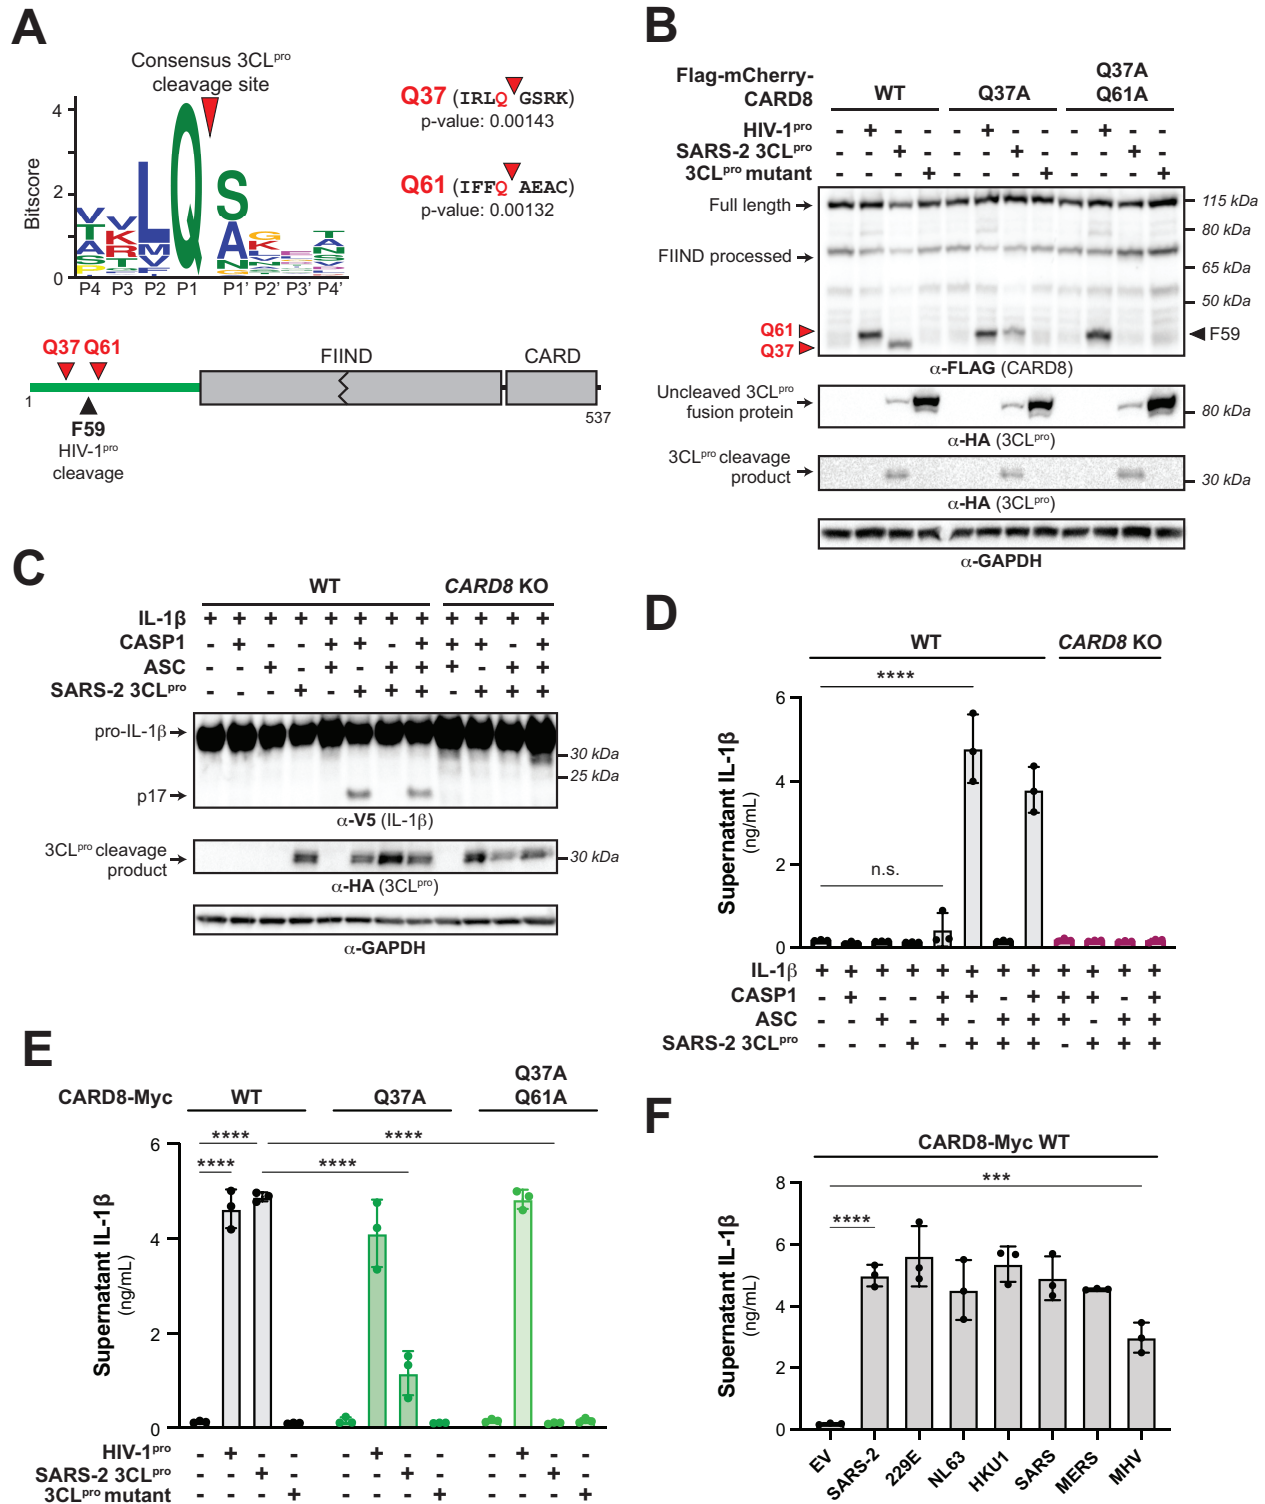 A
Consensus 3CLpro
cleavage site
Bitscore
4
2
0
V T A S P
V K R T
L M V F
Q
S A N G
G K
T A N S
P4 P3 P2 P1 P1' P2' P3' P4'
Q37 (IRLQ GSRK)
p-value: 0.00143
Q61 (IFFQ AEAC)
p-value: 0.00132
Q37 Q61
FIIND
CARD
1
537
F59
HIV-1pro
cleavage
B
Flag-mCherry-
CARD8
WT
Q37A
Q37A
Q61A
HIV-1pro - + - - - + - - - + - -
SARS-2 3CLpro - - + - - - + - - - + -
3CLpro mutant - - - + - - - + - - - +
Full length
FIIND processed
Q61
Q37
115 kDa
80 kDa
65 kDa
50 kDa
F59
α-FLAG (CARD8)
Uncleaved 3CLpro
fusion protein
80 kDa
α-HA (3CLpro)
3CLpro cleavage
product
30 kDa
α-HA (3CLpro)
α-GAPDH
C
WT
CARD8 KO
IL-1β + + + + + + + + + + + +
CASP1 - + - - + + - + + + - +
ASC - - + - + - + + + - + +
SARS-2 3CLpro - - - + - + + + - + + +
pro-IL-1β
p17
30 kDa
25 kDa
α-V5 (IL-1β)
3CLpro cleavage
product
30 kDa
α-HA (3CLpro)
α-GAPDH
D
WT
CARD8 KO
****
n.s.
Supernatant IL-1β
(ng/mL)
6
4
2
0
IL-1β + + + + + + + + + + + +
CASP1 - + - - + + - + + + - +
ASC - - + - + - + + + - + +
SARS-2 3CLpro - - - + - + + + - + + +
E
CARD8-Myc
WT
Q37A
Q37A
Q61A
**** ****
**** ****
Supernatant IL-1β
(ng/mL)
6
4
2
0
HIV-1pro - + - - - + - - - + - -
SARS-2 3CLpro - - + - - - + - - - + -
3CLpro mutant - - - + - - - + - - - +
F
CARD8-Myc WT
***
****
Supernatant IL-1β
(ng/mL)
8
6
4
2
0
EV SARS-2 229E NL63 HKU1 SARS MERS MHV